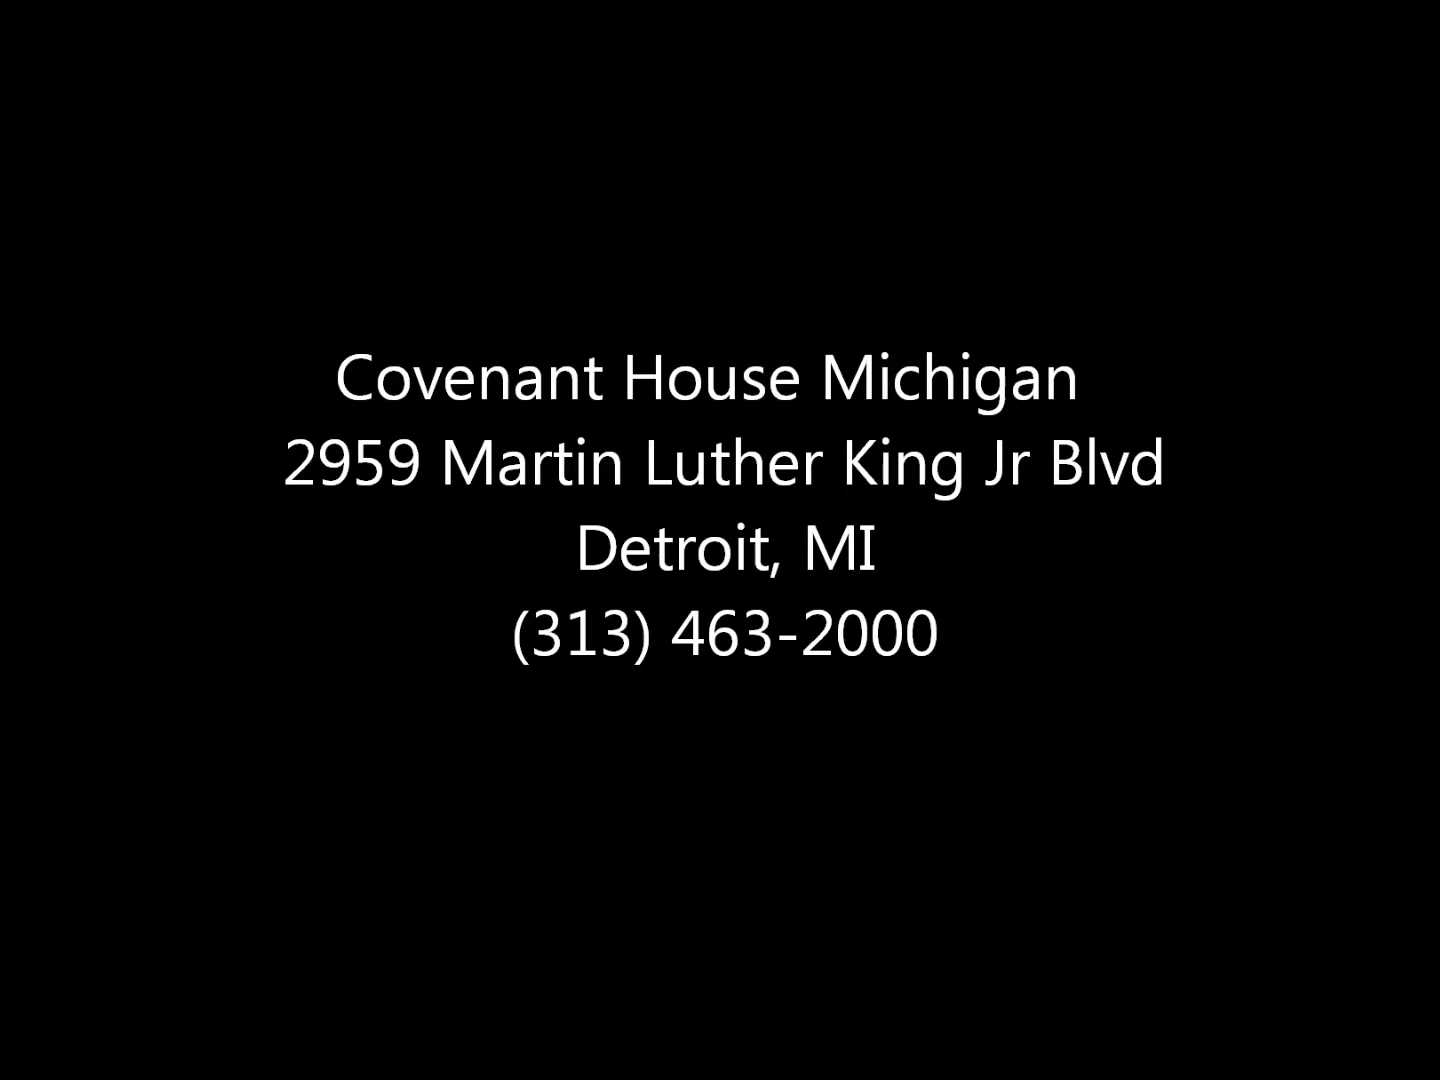 Covenant House Michigan
2959 Martin Luther King Jr Blvd
Detroit, MI
(313) 463-2000